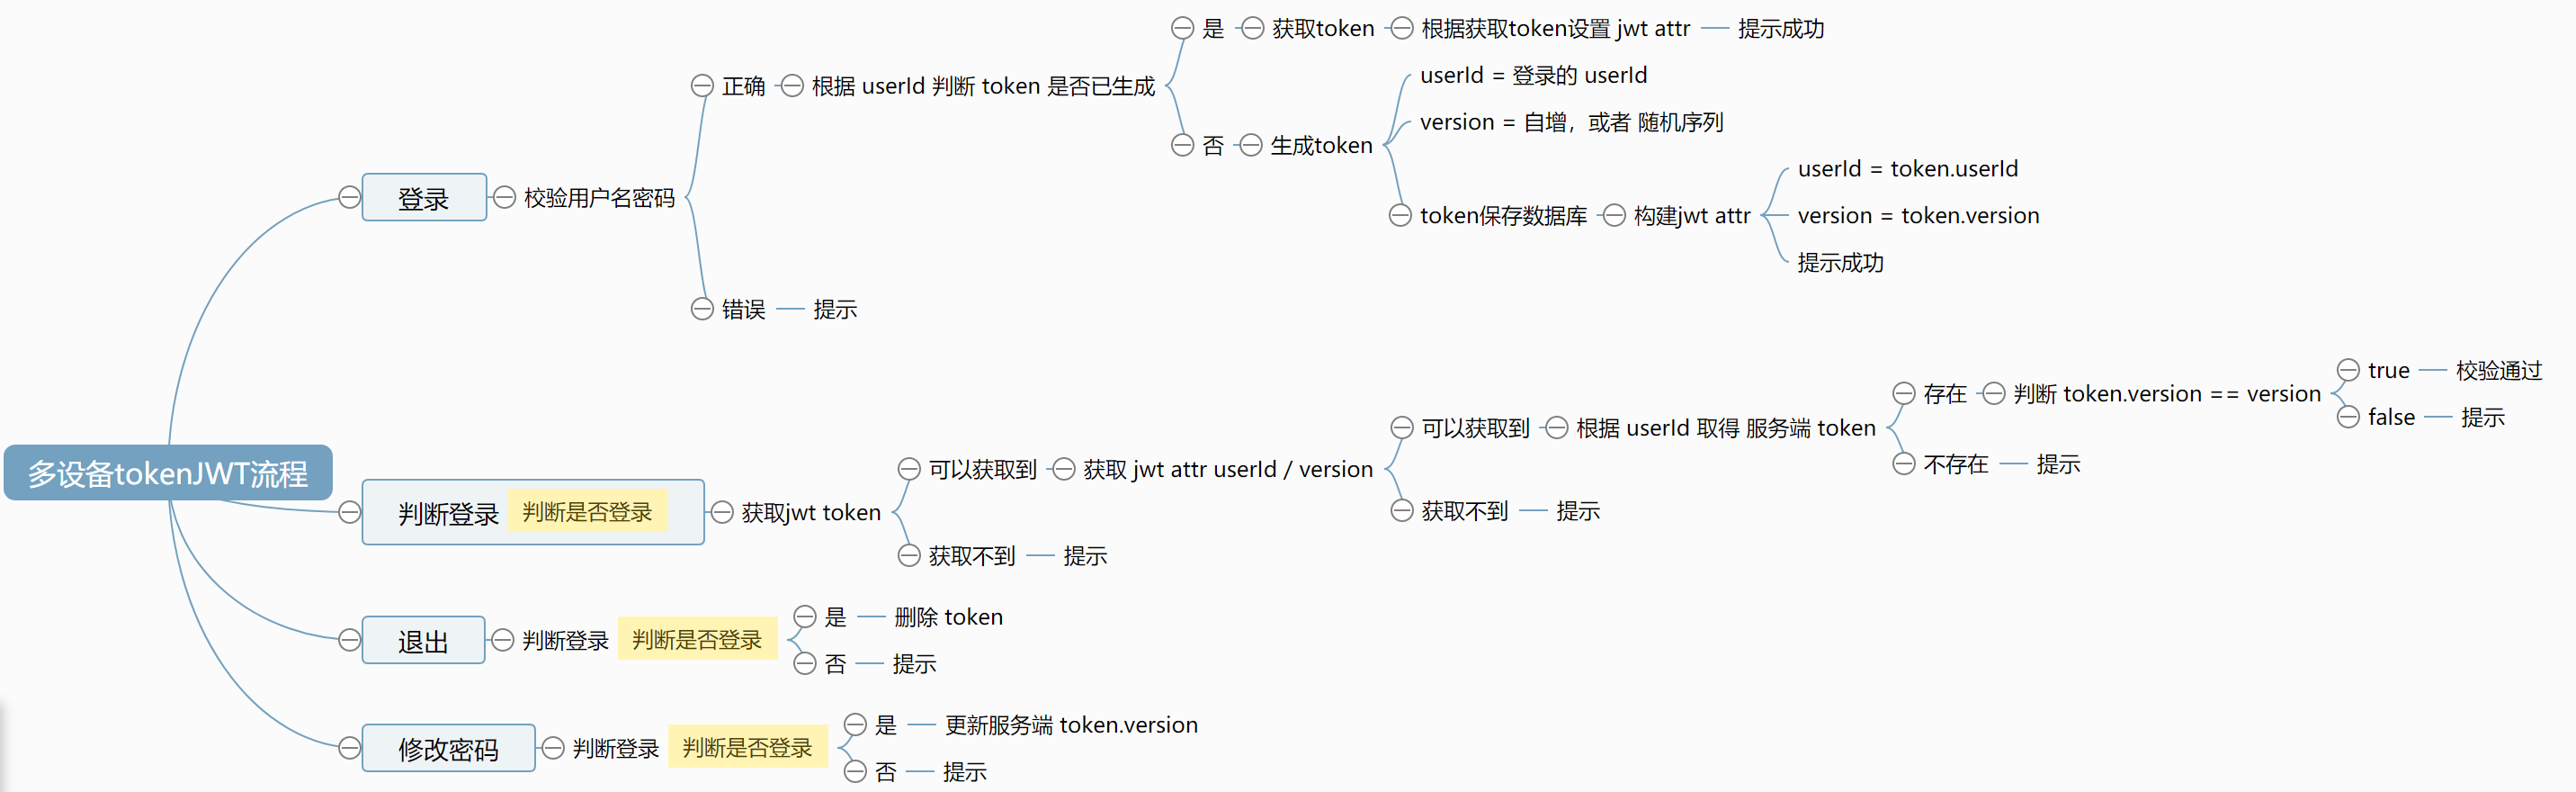 多设备tokenJWT流程
登录
校验用户名密码
正确
根据 userId 判断 token 是否已生成
是
获取token
根据获取token设置 jwt attr
提示成功
否
生成token
userId = 登录的 userId
version = 自增，或者 随机序列
token保存数据库
构建jwt attr
userId = token.userId
version = token.version
提示成功
错误
提示
判断登录
判断是否登录
获取jwt token
可以获取到
获取 jwt attr userId / version
可以获取到
根据 userId 取得 服务端 token
存在
判断 token.version == version
true
校验通过
false
提示
不存在
提示
获取不到
提示
获取不到
提示
退出
判断登录
判断是否登录
是
删除 token
否
提示
修改密码
判断登录
判断是否登录
是
更新服务端 token.version
否
提示